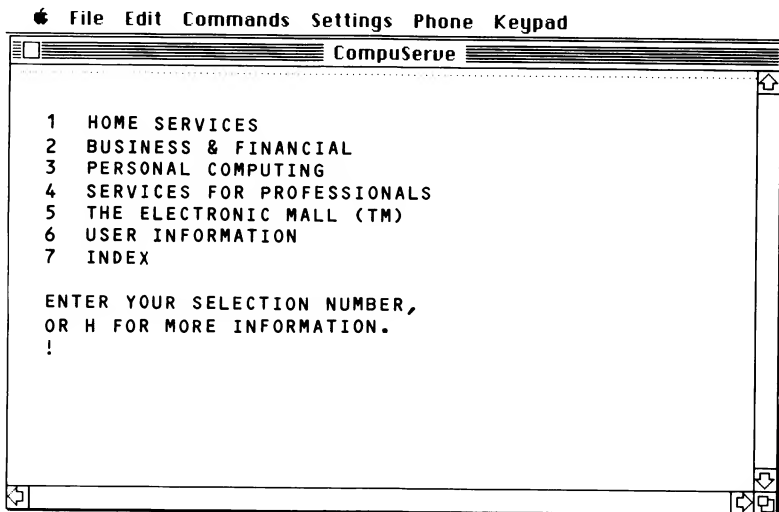 File Edit Commands Settings Phone Keypad
CompuServe
1 HOME SERVICES
2 BUSINESS & FINANCIAL
3 PERSONAL COMPUTING
4 SERVICES FOR PROFESSIONALS
5 THE ELECTRONIC MALL (TM)
6 USER INFORMATION
7 INDEX
ENTER YOUR SELECTION NUMBER,
OR H FOR MORE INFORMATION.
!